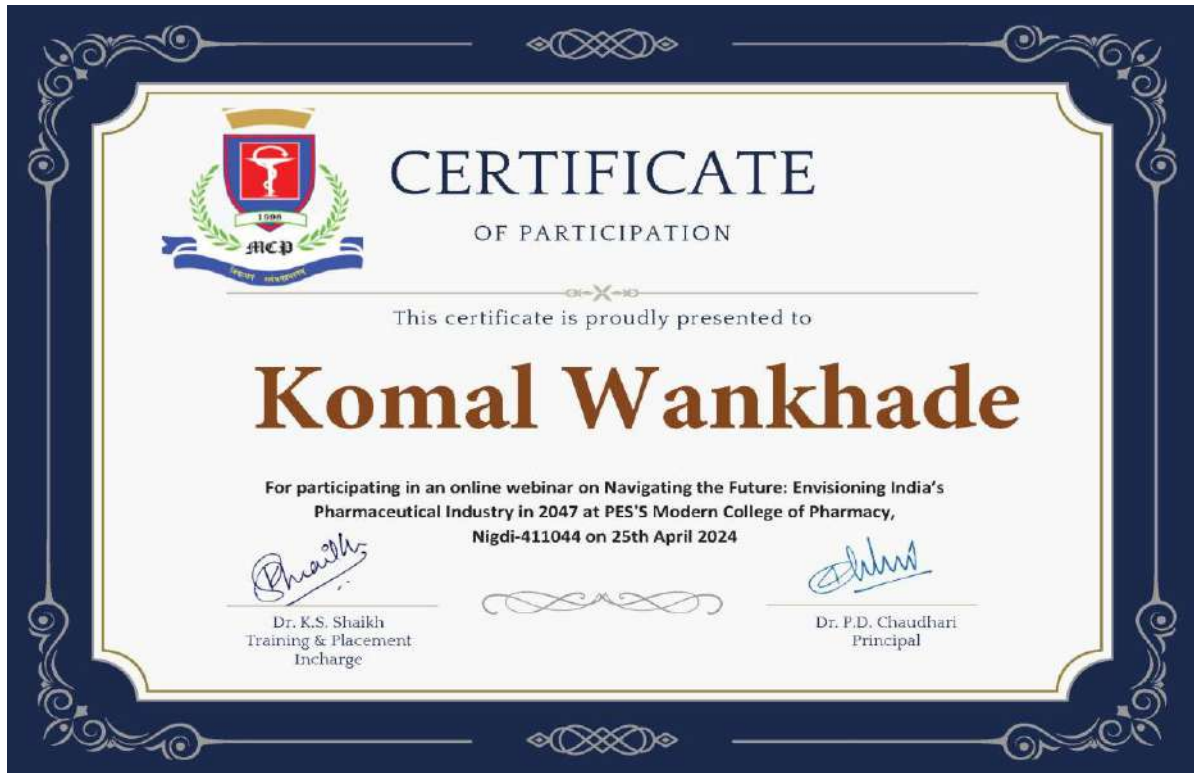 CERTIFICATE
OF PARTICIPATION
MCP
This certificate is proudly presented to
Komal Wankhade
For participating in an online webinar on Navigating the Future: Envisioning India’s
Pharmaceutical Industry in 2047 at PES'S Modern College of Pharmacy,
Nigdi-411044 on 25th April 2024
Dr. K.S. Shaikh
Training & Placement
Incharge
Dr. P.D. Chaudhari
Principal